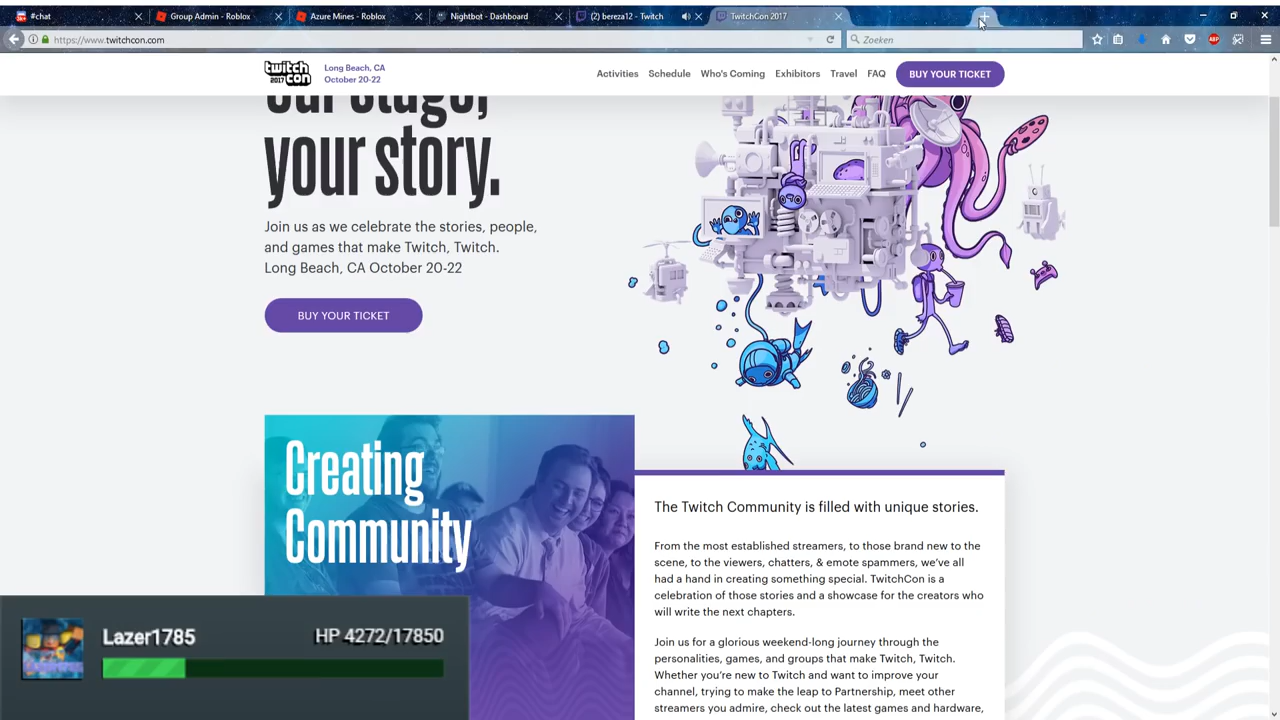 #chat
Group Admin - Roblox
Azure Mines - Roblox
Nightbot - Dashboard
(2) bereza12 - Twitch
TwitchCon 2017
https://www.twitchcon.com
Zoeken
ABP
twitch
2017 con
Long Beach, CA
October 20-22
Activities
Schedule
Who's Coming
Exhibitors
Travel
FAQ
BUY YOUR TICKET
Our stage,
your story.
Join us as we celebrate the stories, people,
and games that make Twitch, Twitch.
Long Beach, CA October 20-22
BUY YOUR TICKET
Creating
Community
The Twitch Community is filled with unique stories.
From the most established streamers, to those brand new to the
scene, to the viewers, chatters, & emote spammers, we've all
had a hand in creating something special. TwitchCon is a
celebration of those stories and a showcase for the creators who
will write the next chapters.
Join us for a glorious weekend-long journey through the
personalities, games, and groups that make Twitch, Twitch.
Whether you're new to Twitch and want to improve your
channel, trying to make the leap to Partnership, meet other
streamers you admire, check out the latest games and hardware,
Lazer1785
HP 4272/17850